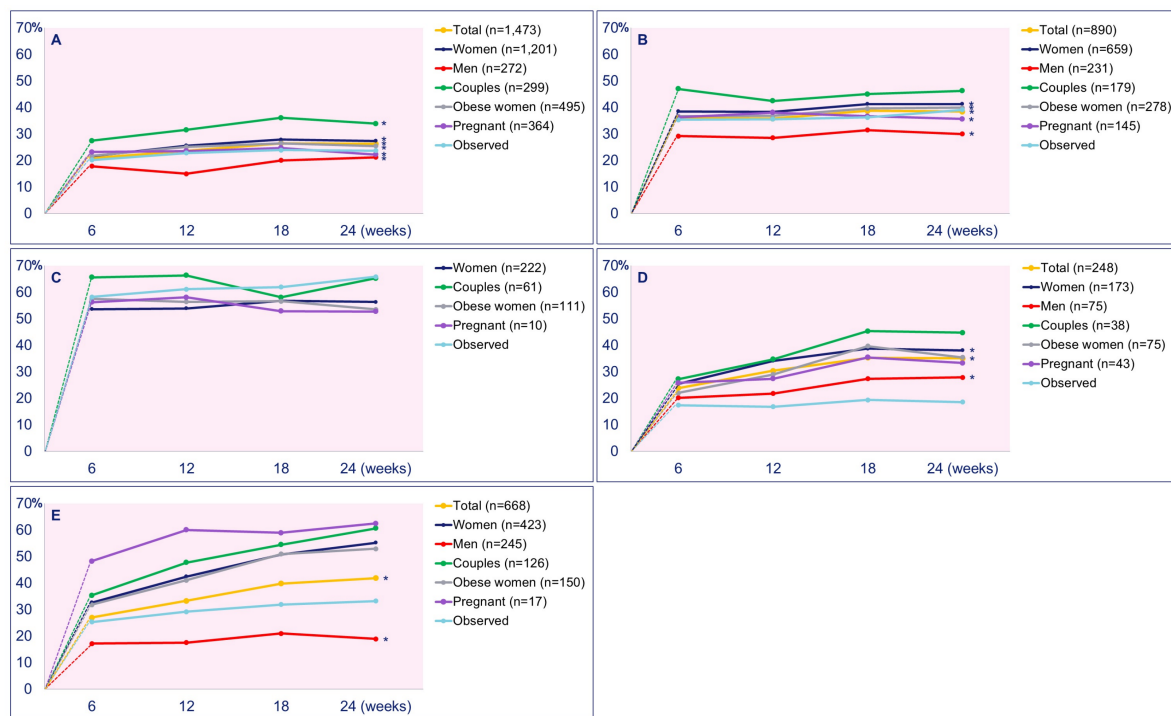 A
70%
60
50
40
30
20
10
0
6 12 18 24 (weeks)
Total (n=1,473)
Women (n=1,201)
Men (n=272)
Couples (n=299)
Obese women (n=495)
Pregnant (n=364)
Observed
*
*
*
*
*
*
B
70%
60
50
40
30
20
10
0
6 12 18 24 (weeks)
Total (n=890)
Women (n=659)
Men (n=231)
Couples (n=179)
Obese women (n=278)
Pregnant (n=145)
Observed
*
*
*
*
*
C
70%
60
50
40
30
20
10
0
6 12 18 24 (weeks)
Women (n=222)
Couples (n=61)
Obese women (n=111)
Pregnant (n=10)
Observed
D
70%
60
50
40
30
20
10
0
6 12 18 24 (weeks)
Total (n=248)
Women (n=173)
Men (n=75)
Couples (n=38)
Obese women (n=75)
Pregnant (n=43)
Observed
*
*
*
E
70%
60
50
40
30
20
10
0
6 12 18 24 (weeks)
Total (n=668)
Women (n=423)
Men (n=245)
Couples (n=126)
Obese women (n=150)
Pregnant (n=17)
Observed
*
*